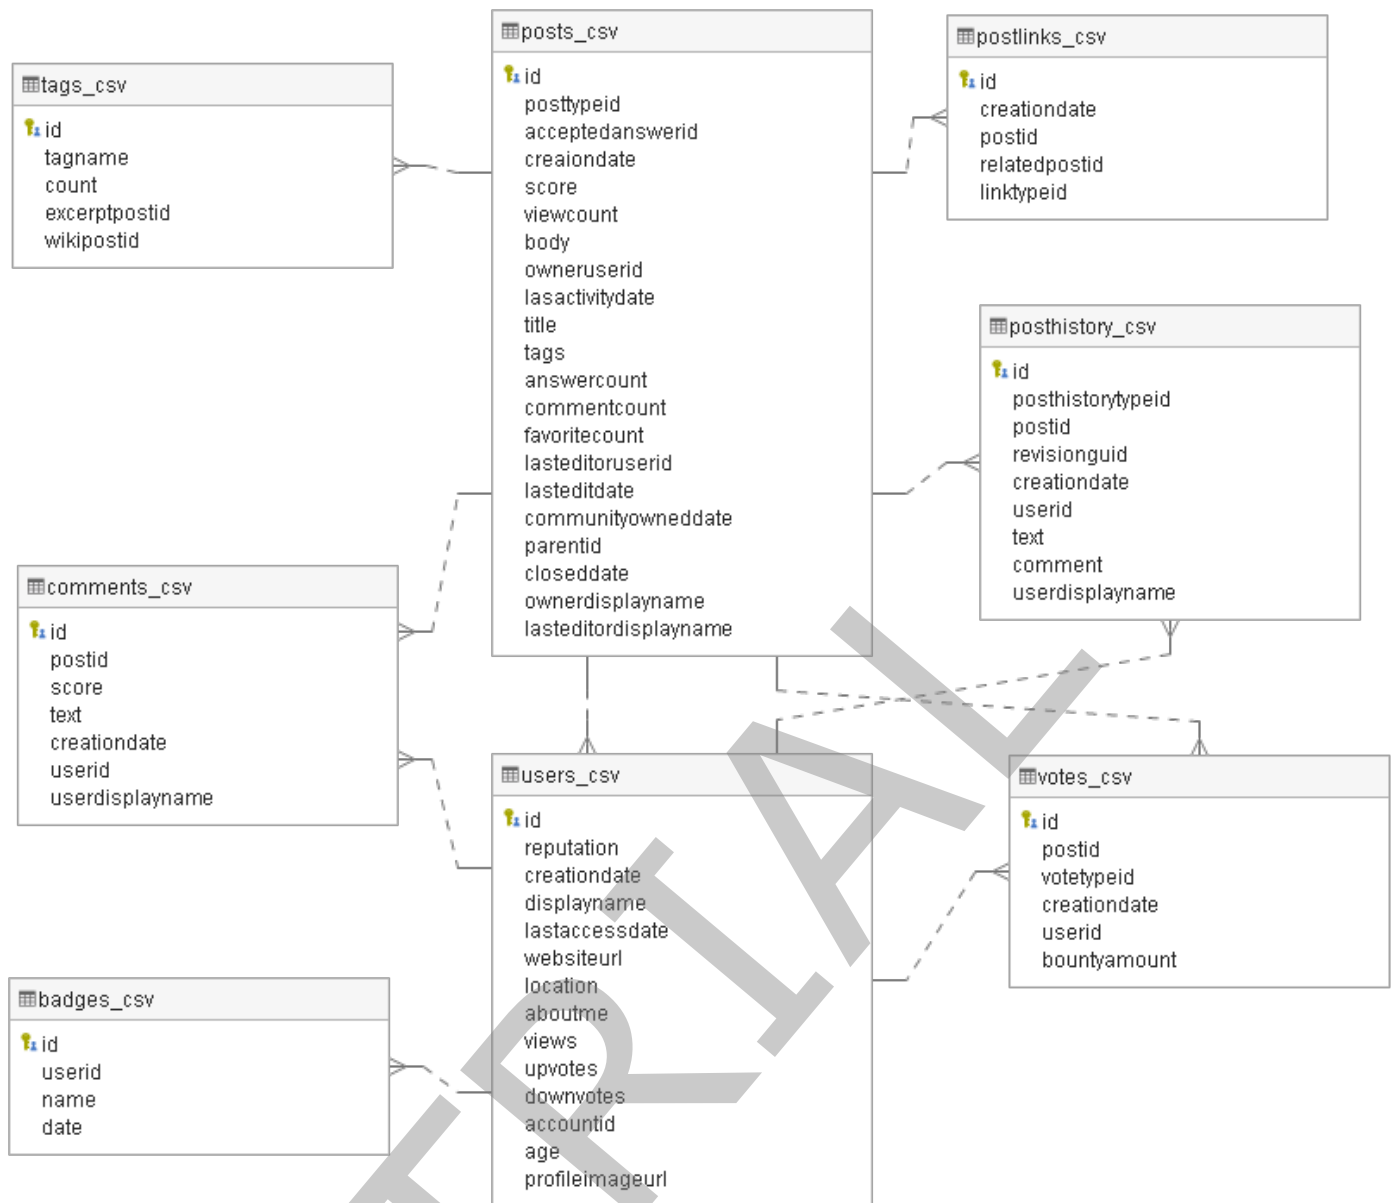 tags_csv
id
tagname
count
excerptpostid
wikipostid
posts_csv
id
posttypeid
acceptedanswerid
creaiondate
score
viewcount
body
owneruserid
lasactivitydate
title
tags
answercount
commentcount
favoritecount
lasteditoruserid
lasteditdate
communityowneddate
parentid
closeddate
ownerdisplayname
lasteditordisplayname
postlinks_csv
id
creationdate
postid
relatedpostid
linktypeid
posthistory_csv
id
posthistorytypeid
postid
revisionguid
creationdate
userid
text
comment
userdisplayname
comments_csv
id
postid
score
text
creationdate
userid
userdisplayname
users_csv
id
reputation
creationdate
displayname
lastaccessdate
websiteurl
location
aboutme
views
upvotes
downvotes
accountid
age
profileimageurl
votes_csv
id
postid
votetypeid
creationdate
userid
bountyamount
badges_csv
id
userid
name
date
TRIAL